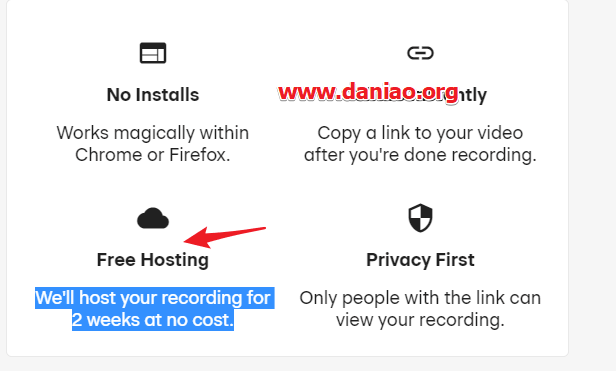 No Installs
Works magically within
Chrome or Firefox.
www.daniao.org
Copy a link to your video
after you're done recording.
Free Hosting
We'll host your recording for
2 weeks at no cost.
Privacy First
Only people with the link can
view your recording.